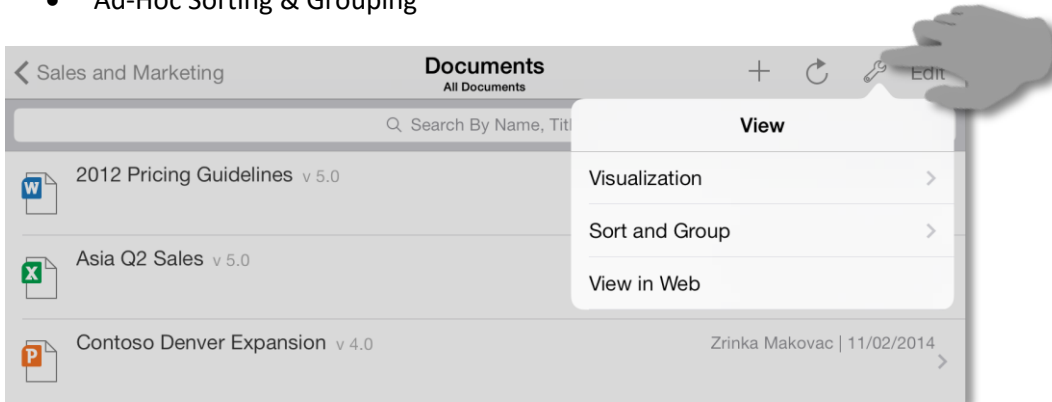 • Ad-Hoc Sorting & Grouping
Sales and Marketing
Documents
All Documents
Edit
Search By Name, Titl
View
2012 Pricing Guidelines v 5.0
Visualization
Sort and Group
Asia Q2 Sales v 5.0
View in Web
Contoso Denver Expansion v 4.0
Zrinka Makovac | 11/02/2014
W
X
P